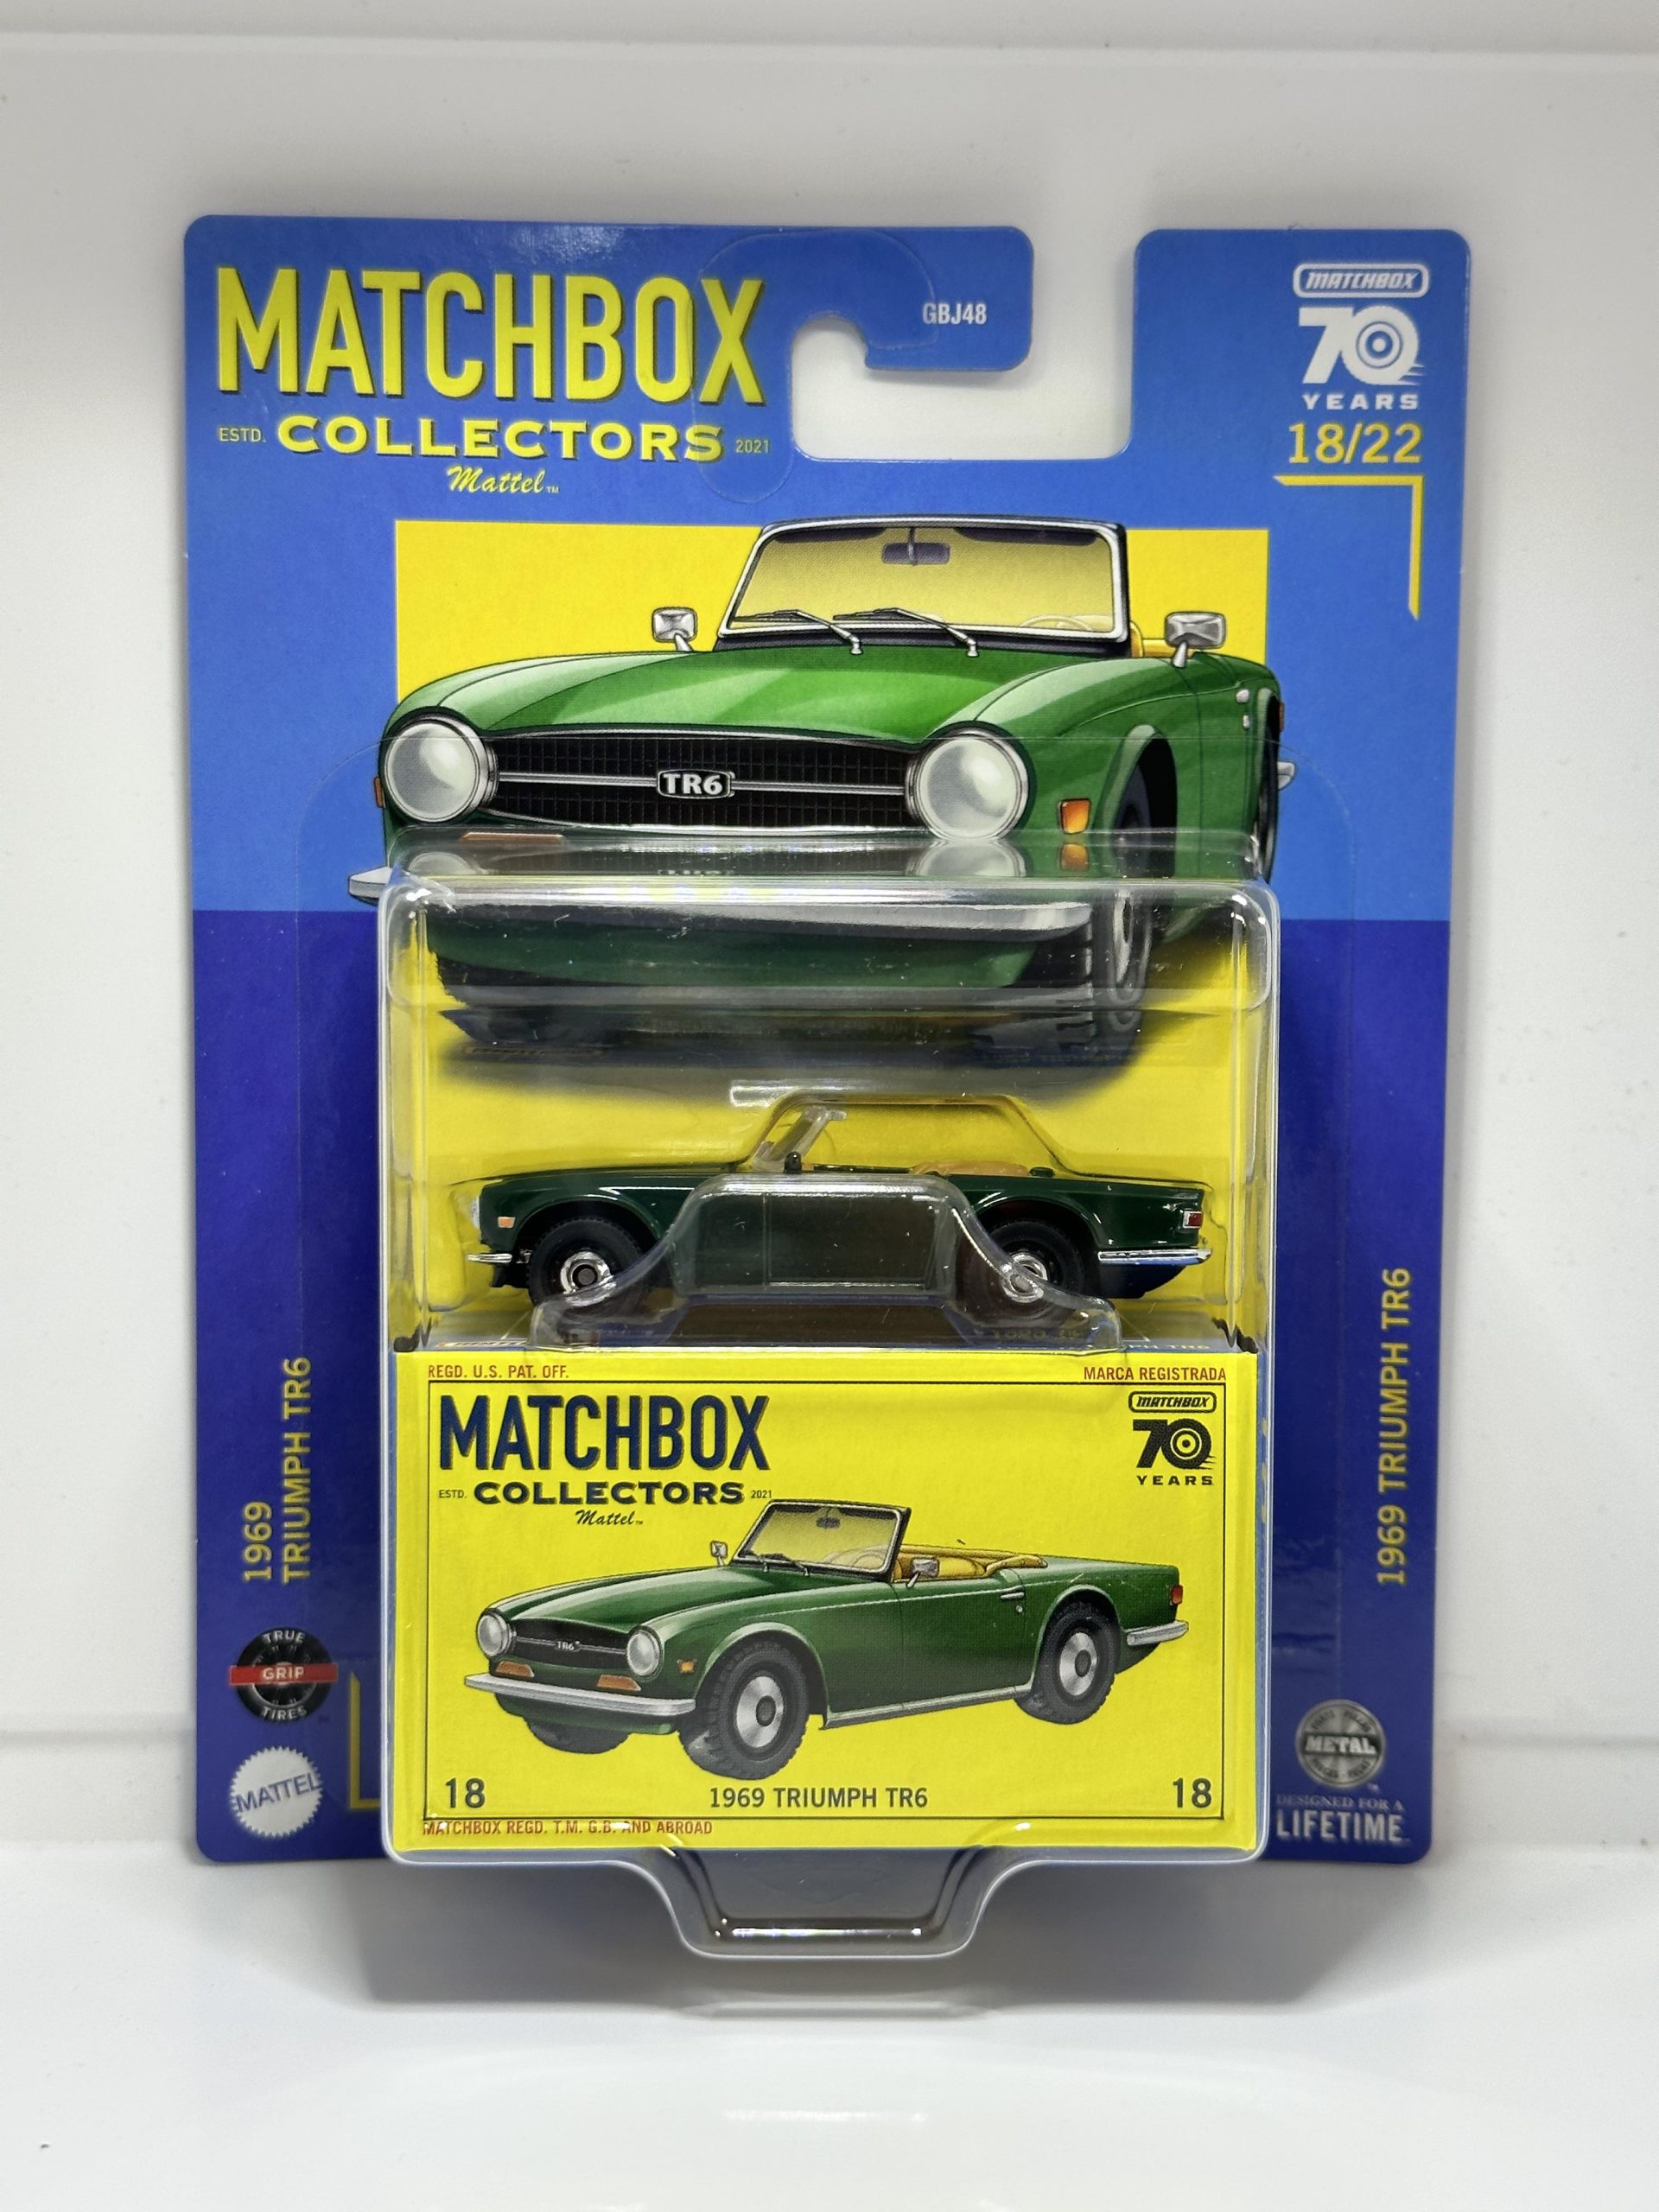 MATCHBOX
ESTD. COLLECTORS 2021
Mattel™
GBJ48
MATCHBOX
70
YEARS
18/22
TR6
1969
TRIUMPH TR6
1969 TRIUMPH TR6
REGD. U.S. PAT. OFF.
MARCA REGISTRADA
MATCHBOX
ESTD. COLLECTORS 2021
Mattel™
MATCHBOX
70
YEARS
TR6
18
1969 TRIUMPH TR6
18
MATCHBOX REGD. T.M. G.B. AND ABROAD
TRUE
GRIP
TIRES
MATTEL
METAL
DESIGNED FOR A
LIFETIME